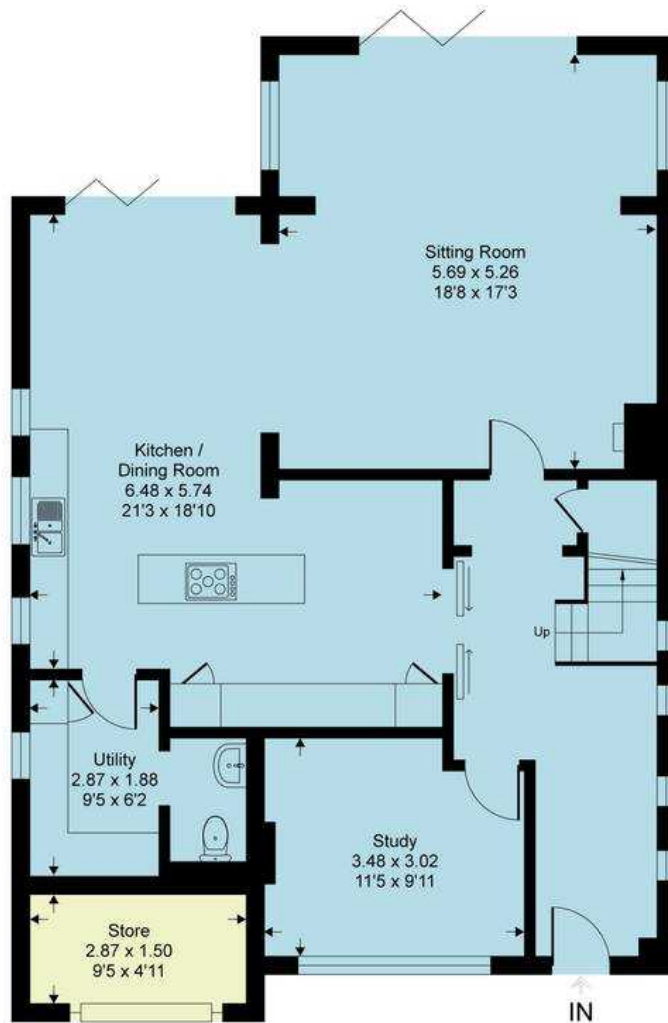 Sitting Room
5.69 x 5.26
18'8 x 17'3
Kitchen /
Dining Room
6.48 x 5.74
21'3 x 18'10
Up
Utility
2.87 x 1.88
9'5 x 6'2
Study
3.48 x 3.02
11'5 x 9'11
Store
2.87 x 1.50
9'5 x 4'11
IN